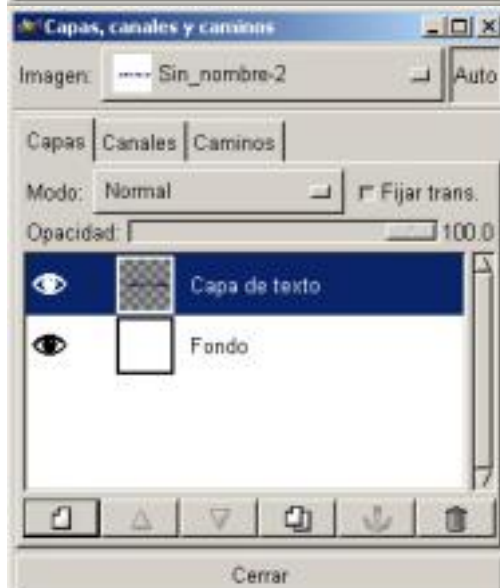 Capas, canales y caminos
Imagen: Sin_nombre-2 Auto
Capas Canales Caminos
Modo: Normal Fijar trans.
Opacidad: 100.0
Capa de texto
Fondo
Cerrar